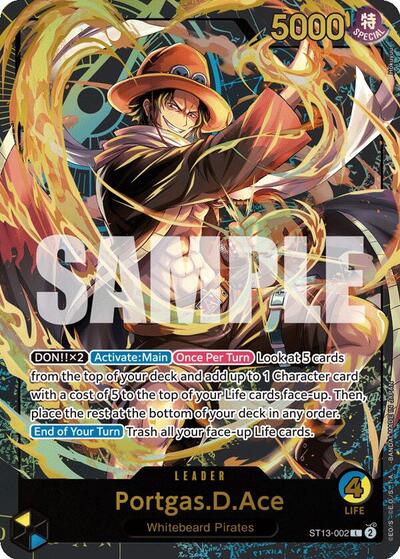 5000
特
SPECIAL
SAMPLE
DON!!×2 Activate:Main Once Per Turn Look at 5 cards
from the top of your deck and add up to 1 Character card
with a cost of 5 to the top of your Life cards face-up. Then,
place the rest at the bottom of your deck in any order.
End of Your Turn Trash all your face-up Life cards.
LEADER
Portgas.D.Ace
Whitebeard Pirates
4
LIFE
ST13-002 L 2